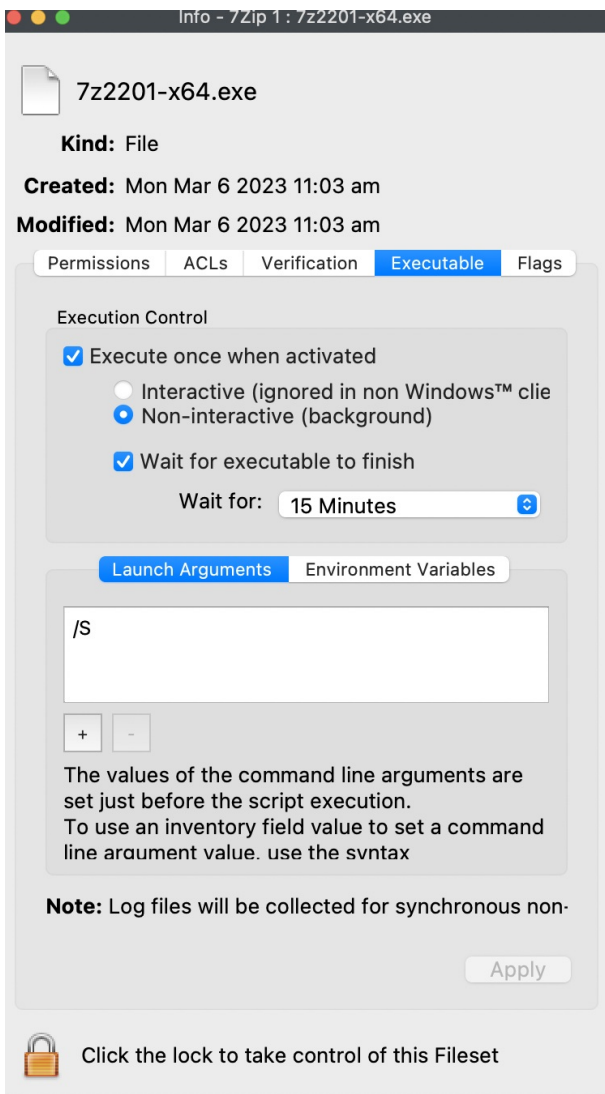 Info - 7Zip 1 : 7z2201-x64.exe
7z2201-x64.exe
Kind: File
Created: Mon Mar 6 2023 11:03 am
Modified: Mon Mar 6 2023 11:03 am
Permissions ACLs Verification Executable Flags
Execution Control
Execute once when activated
Interactive (ignored in non Windows™ clie
Non-interactive (background)
Wait for executable to finish
Wait for: 15 Minutes
Launch Arguments Environment Variables
/S
+ -
The values of the command line arguments are
set just before the script execution.
To use an inventory field value to set a command
line argument value, use the syntax
Note: Log files will be collected for synchronous non-
Apply
Click the lock to take control of this Fileset